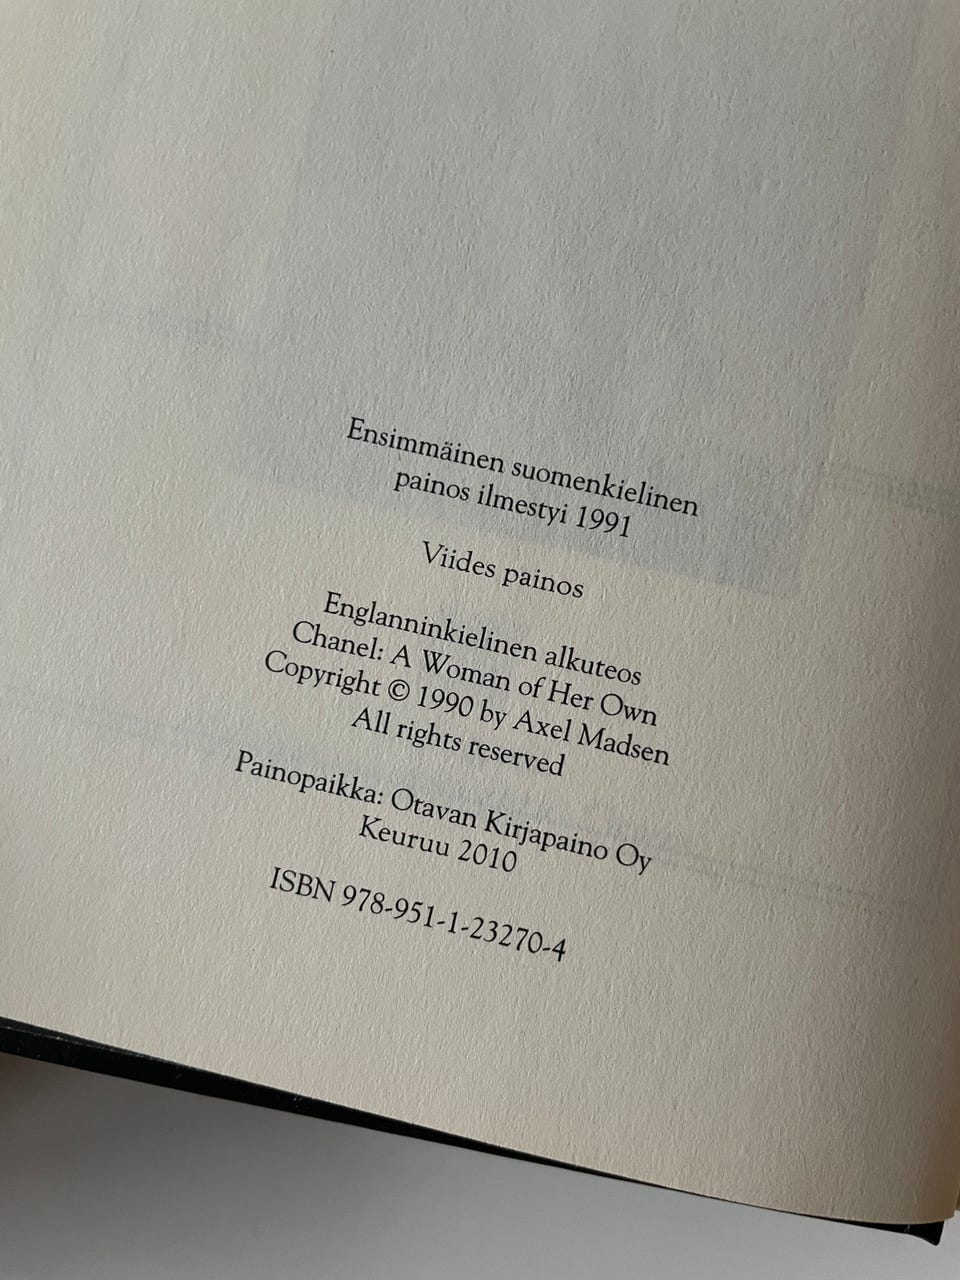 Ensimmäinen suomenkielinen
painos ilmestyi 1991
Viides painos
Englanninkielinen alkuteos
Chanel: A Woman of Her Own
Copyright © 1990 by Axel Madsen
All rights reserved
Painopaikka: Otavan Kirjapaino Oy
Keuruu 2010
ISBN 978-951-1-23270-4